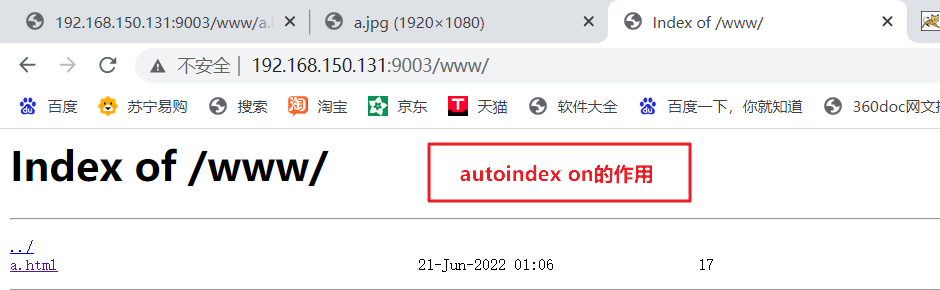 192.168.150.131:9003/www/a.
a.jpg (1920×1080)
Index of /www/
不安全 | 192.168.150.131:9003/www/
百度 苏宁易购 搜索 淘宝 京东 天猫 软件大全 百度一下，你就知道 360doc网文
Index of /www/
autoindex on的作用
../
a.html 21-Jun-2022 01:06 17